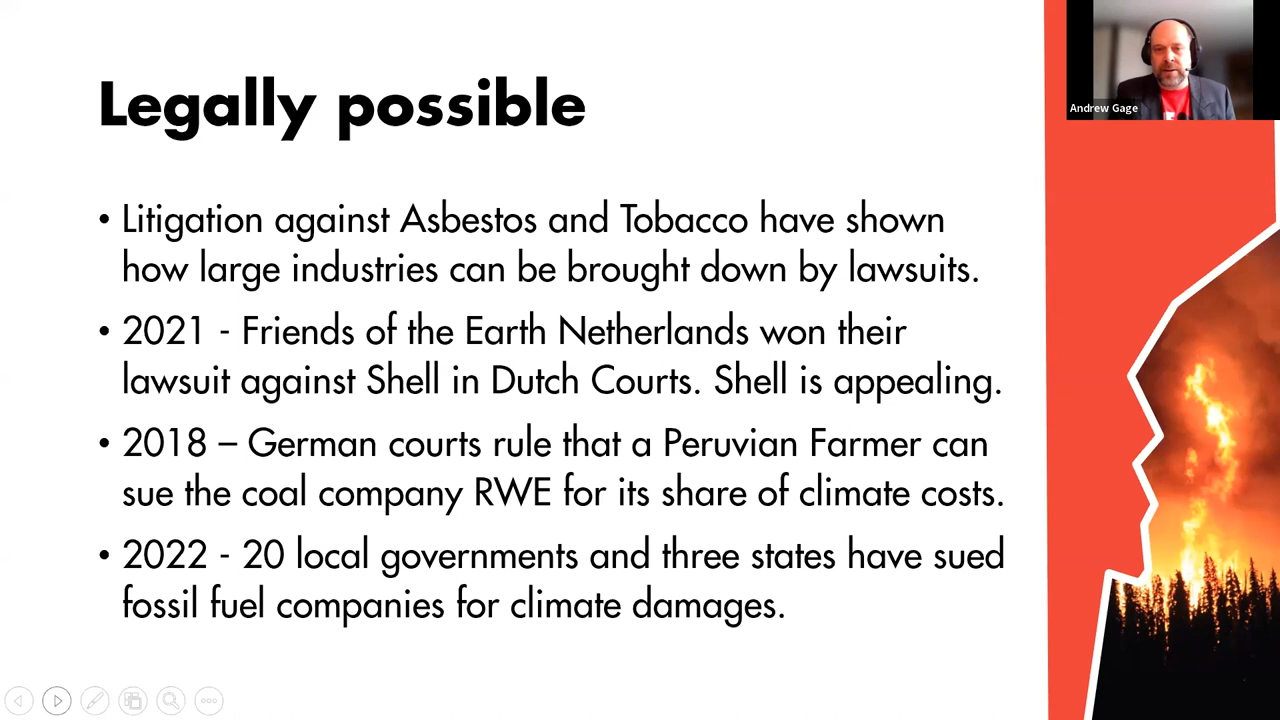 Legally possible
• Litigation against Asbestos and Tobacco have shown
how large industries can be brought down by lawsuits.
• 2021 - Friends of the Earth Netherlands won their
lawsuit against Shell in Dutch Courts. Shell is appealing.
• 2018 – German courts rule that a Peruvian Farmer can
sue the coal company RWE for its share of climate costs.
• 2022 - 20 local governments and three states have sued
fossil fuel companies for climate damages.
Andrew Gage